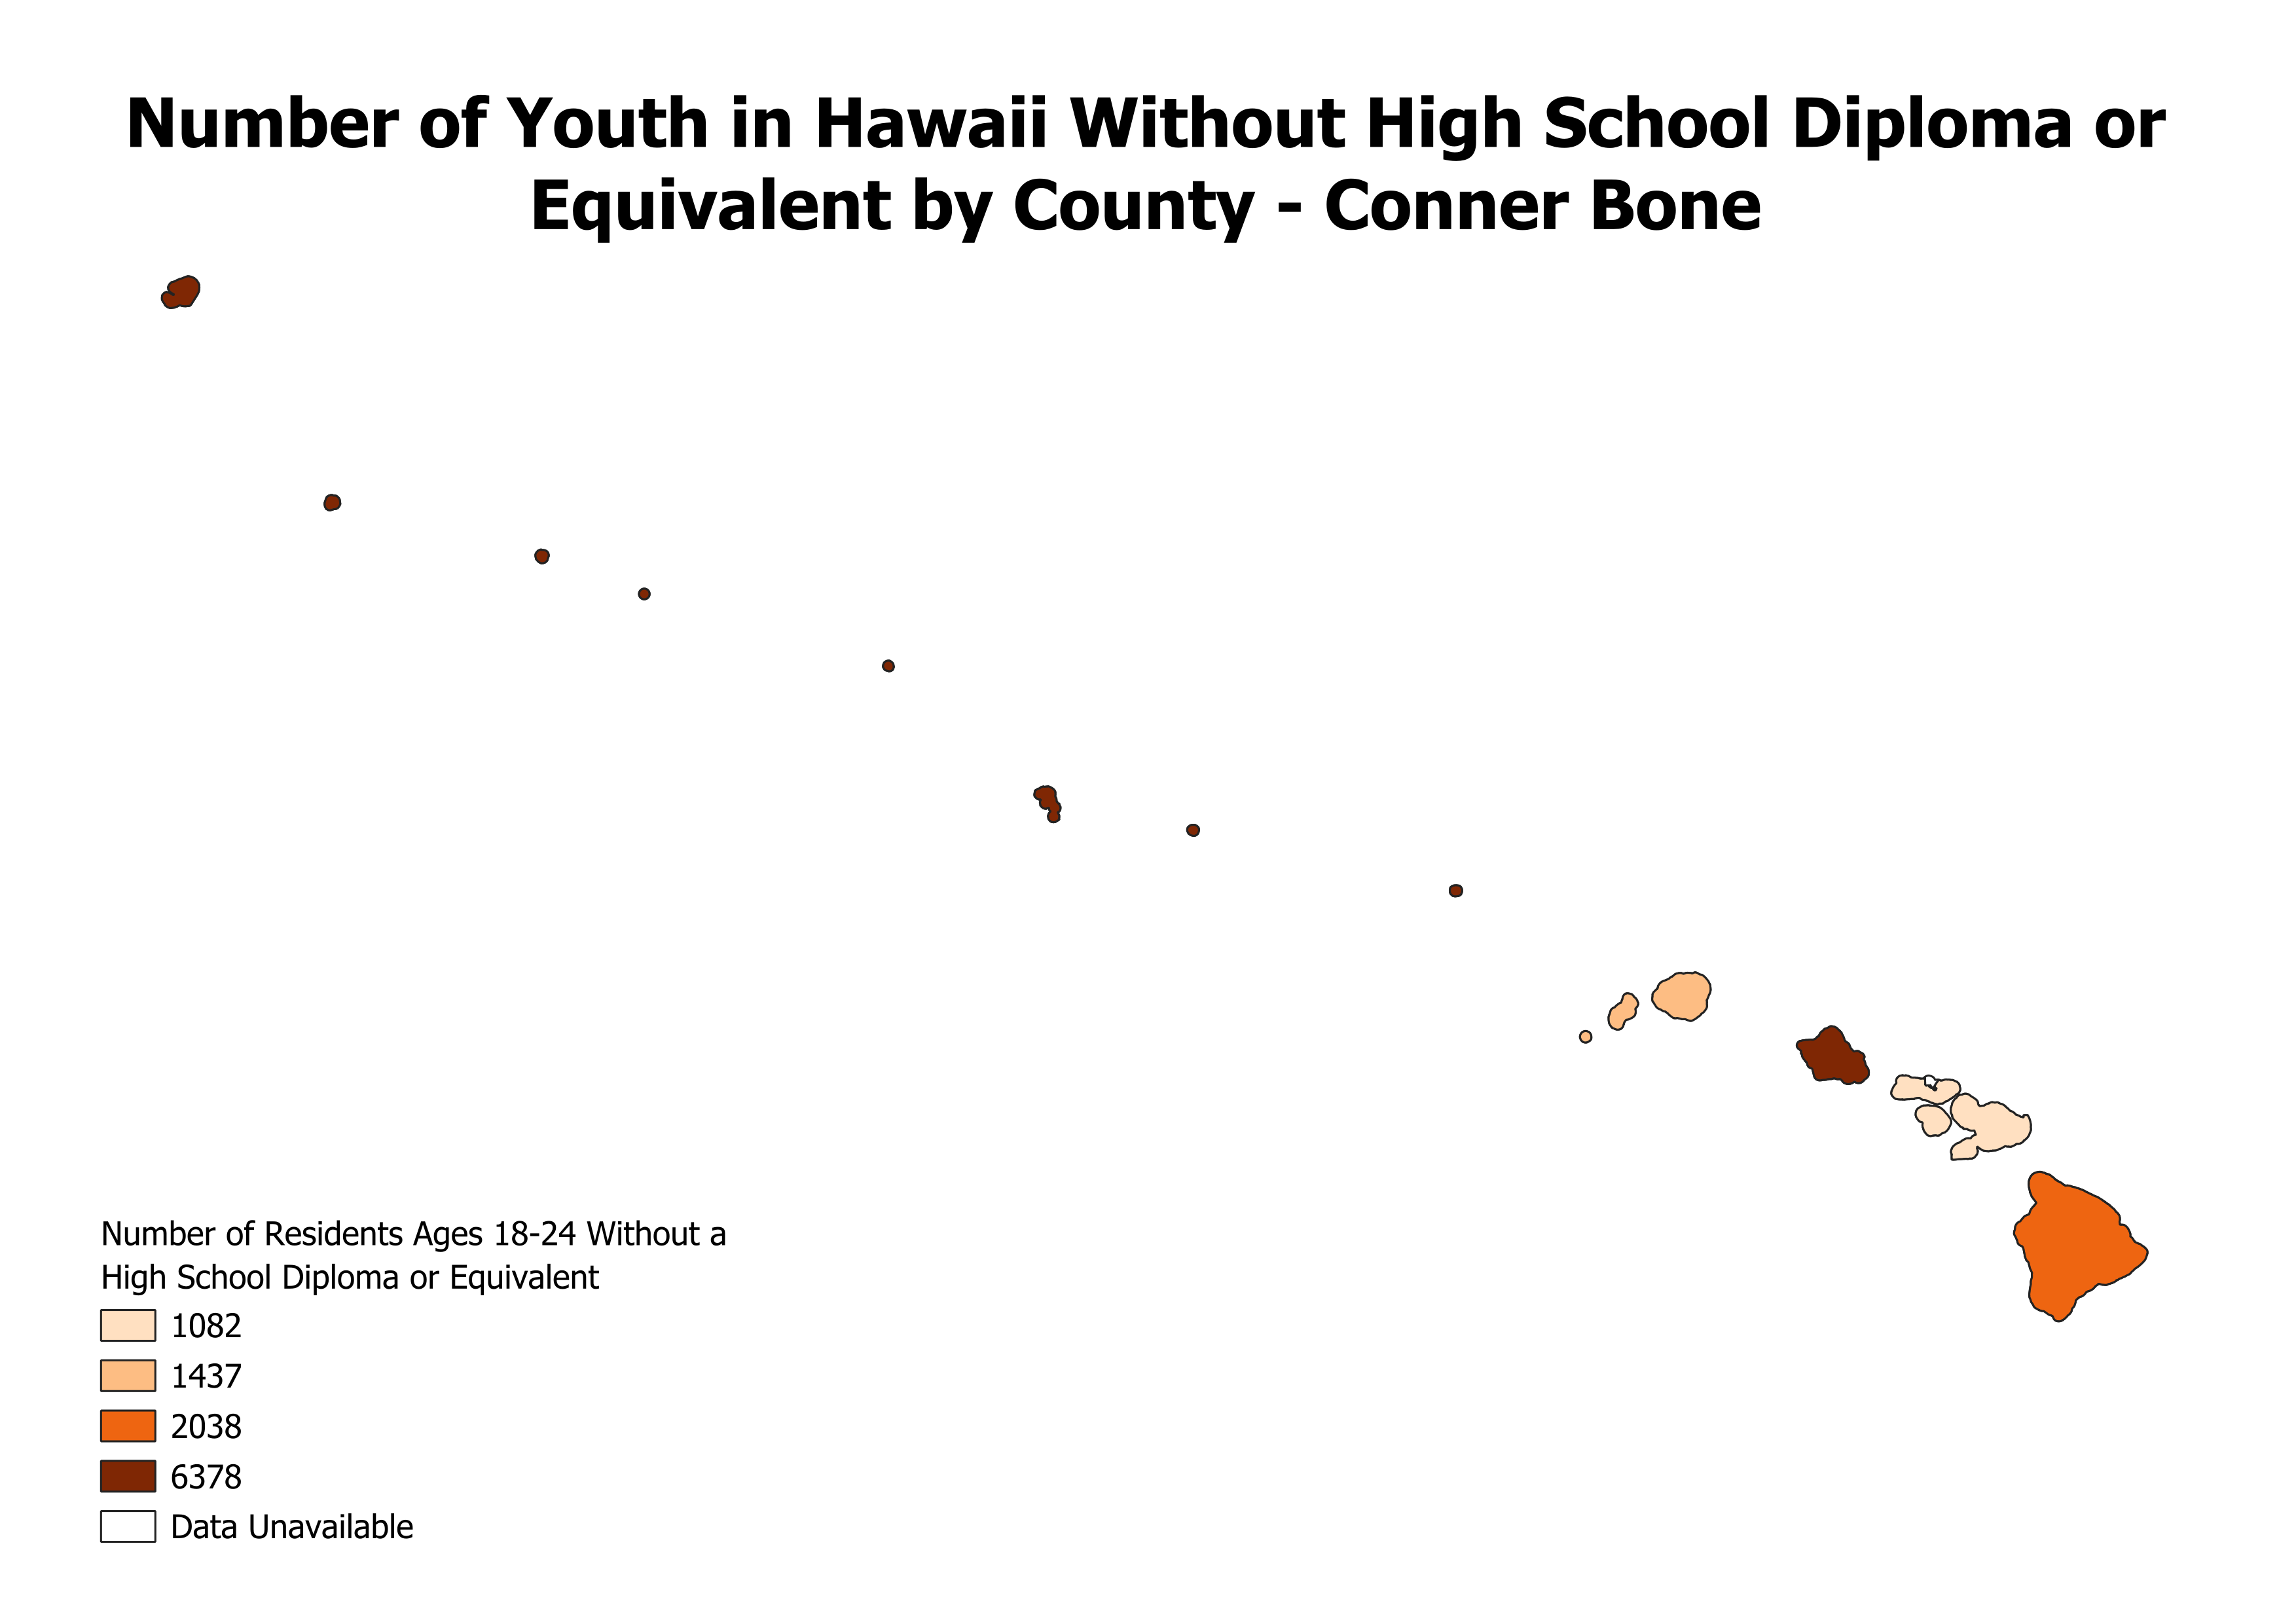 Number of Youth in Hawaii Without High School Diploma or
Equivalent by County - Conner Bone
Number of Residents Ages 18-24 Without a
High School Diploma or Equivalent
1082
1437
2038
6378
Data Unavailable